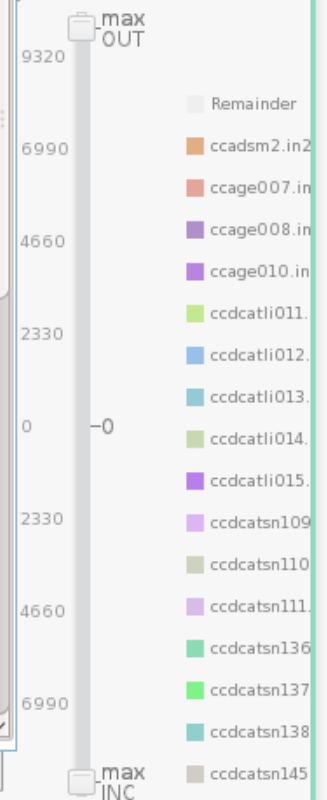 max
OUT
9320
6990
4660
2330
0
0
2330
4660
6990
max
INC
Remainder
ccadsm2.in2
ccage007.in
ccage008.in
ccage010.in
ccdcatli011.
ccdcatli012.
ccdcatli013.
ccdcatli014.
ccdcatli015.
ccdcatsn109
ccdcatsn110
ccdcatsn111.
ccdcatsn136
ccdcatsn137
ccdcatsn138
ccdcatsn145